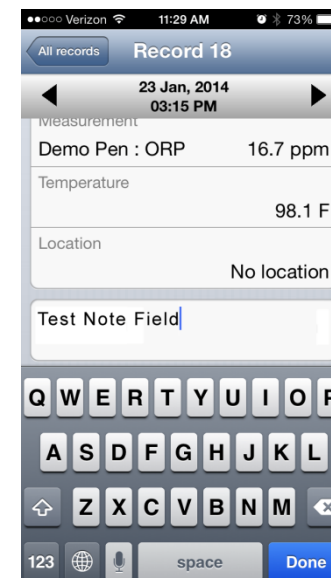 Verizon 11:29 AM 73%
All records Record 18
23 Jan, 2014
03:15 PM
Measurement
Demo Pen : ORP 16.7 ppm
Temperature
98.1 F
Location
No location
Test Note Field
Q W E R T Y U I O P
A S D F G H J K L
Z X C V B N M
123 space Done